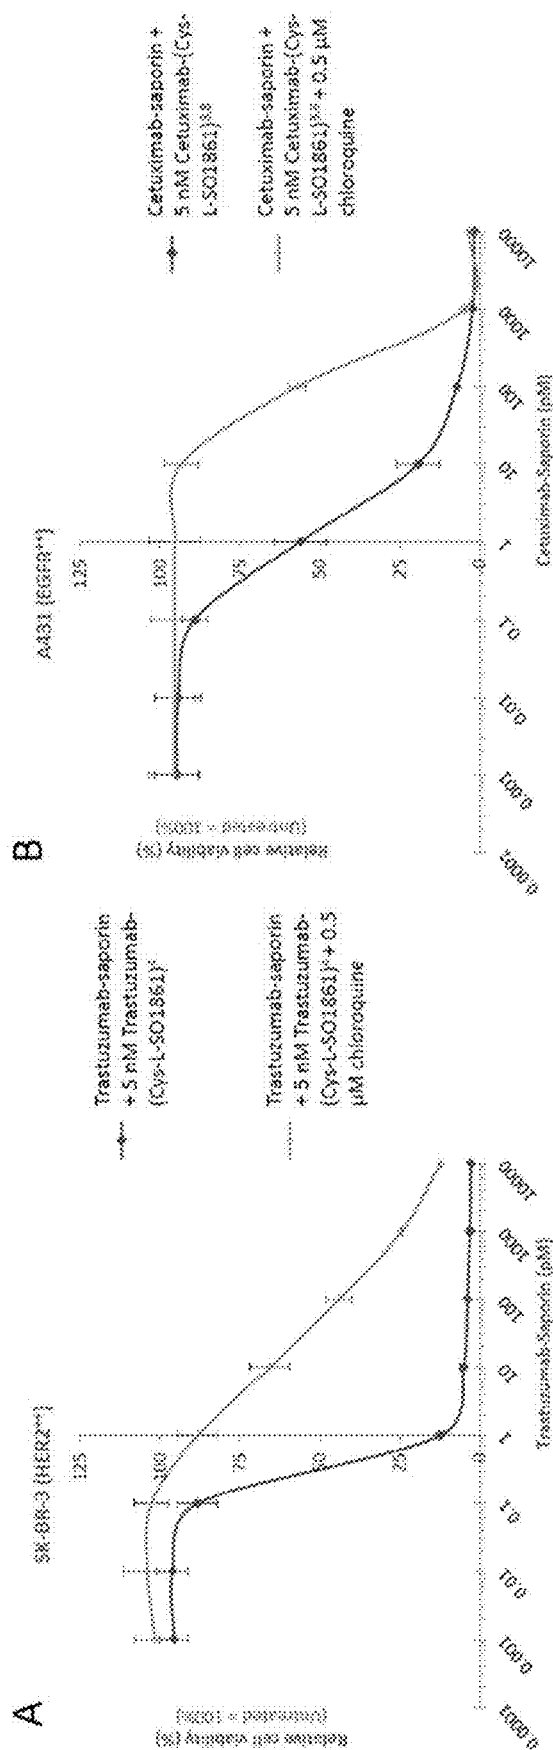 A
SK-BR-3 (HER2⁺⁺)
Relative cell viability (%)
(Untreated = 100%)
125
100
75
50
25
0
0.0001
0.001
0.01
0.1
1
10
100
1000
10000
Trastuzumab-Saporin (pM)
Trastuzumab-saporin
+ 5 nM Trastuzumab-
(Cys-L-SO1861)⁴
Trastuzumab-saporin
+ 5 nM Trastuzumab-
(Cys-L-SO1861)⁴ + 0.5
µM chloroquine
B
A431 (EGFR⁺⁺)
Relative cell viability (%)
(Untreated = 100%)
125
100
75
50
25
0
0.0001
0.001
0.01
0.1
1
10
100
1000
10000
Cetuximab-Saporin (pM)
Cetuximab-saporin +
5 nM Cetuximab-(Cys-
L-SO1861)
Cetuximab-saporin +
5 nM Cetuximab-(Cys-
L-SO1861) + 0.5 µM
chloroquine